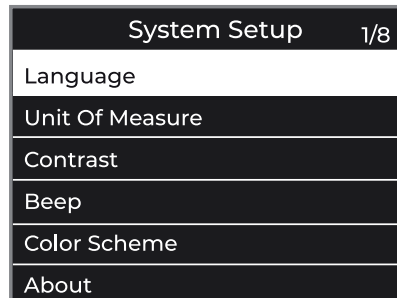 System Setup 1/8
Language
Unit Of Measure
Contrast
Beep
Color Scheme
About